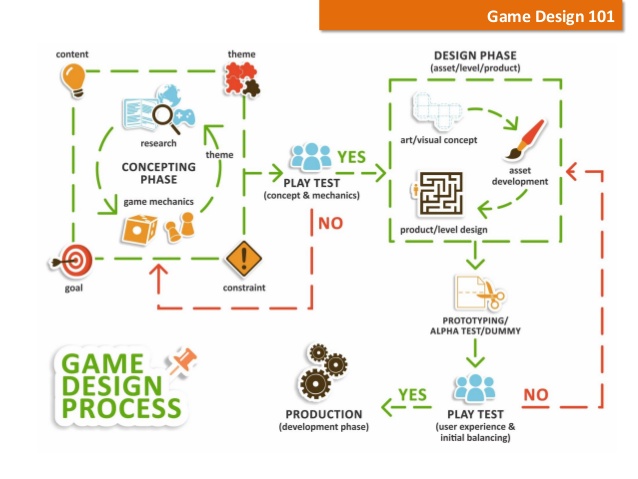 Game Design 101
content
theme
research
theme
CONCEPTING
PHASE
game mechanics
goal
constraint
PLAY TEST
(concept & mechanics)
YES
NO
DESIGN PHASE
(asset/level/product)
art/visual concept
asset
development
product/level design
PROTOTYPING/
ALPHA TEST/DUMMY
PLAY TEST
(user experience &
initial balancing)
NO
YES
PRODUCTION
(development phase)
GAME
DESIGN
PROCESS